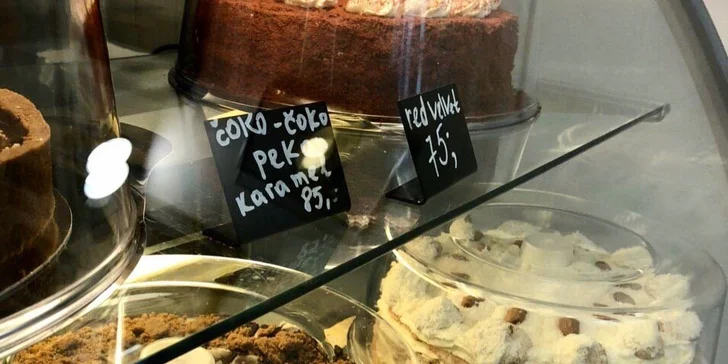 čOKO-čoko
pek
karamel
85,-
red velvet
75,-